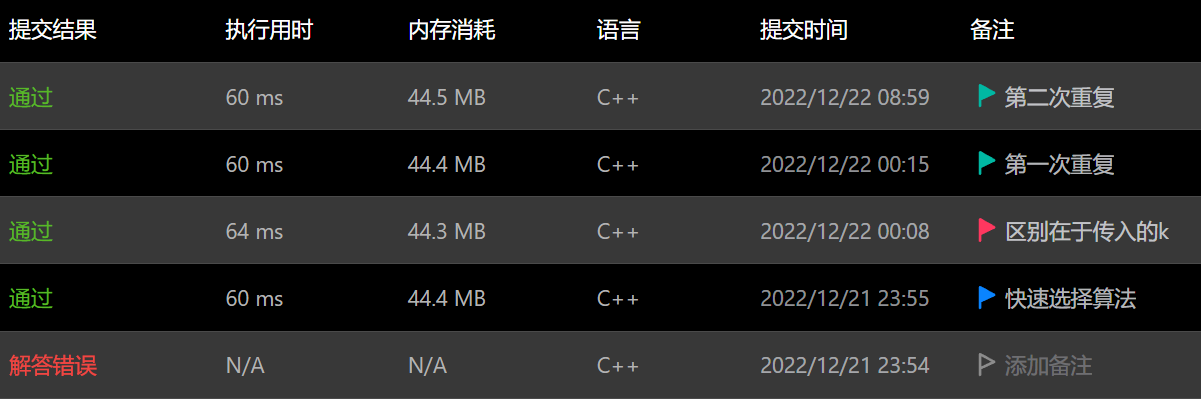 提交结果 执行用时 内存消耗 语言 提交时间 备注
通过 60 ms 44.5 MB C++ 2022/12/22 08:59 第二次重复
通过 60 ms 44.4 MB C++ 2022/12/22 00:15 第一次重复
通过 64 ms 44.3 MB C++ 2022/12/22 00:08 区别在于传入的k
通过 60 ms 44.4 MB C++ 2022/12/21 23:55 快速选择算法
解答错误 N/A N/A C++ 2022/12/21 23:54 添加备注